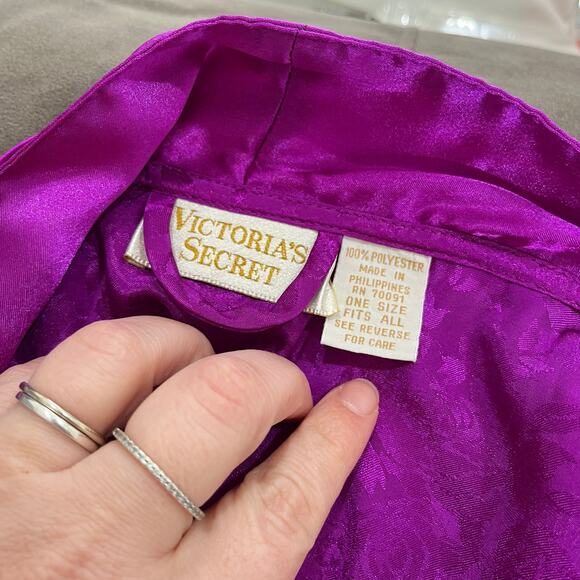 VICTORIA'S
SECRET
100% POLYESTER
MADE IN
PHILIPPINES
RN 70091
ONE SIZE
FITS ALL
SEE REVERSE
FOR CARE